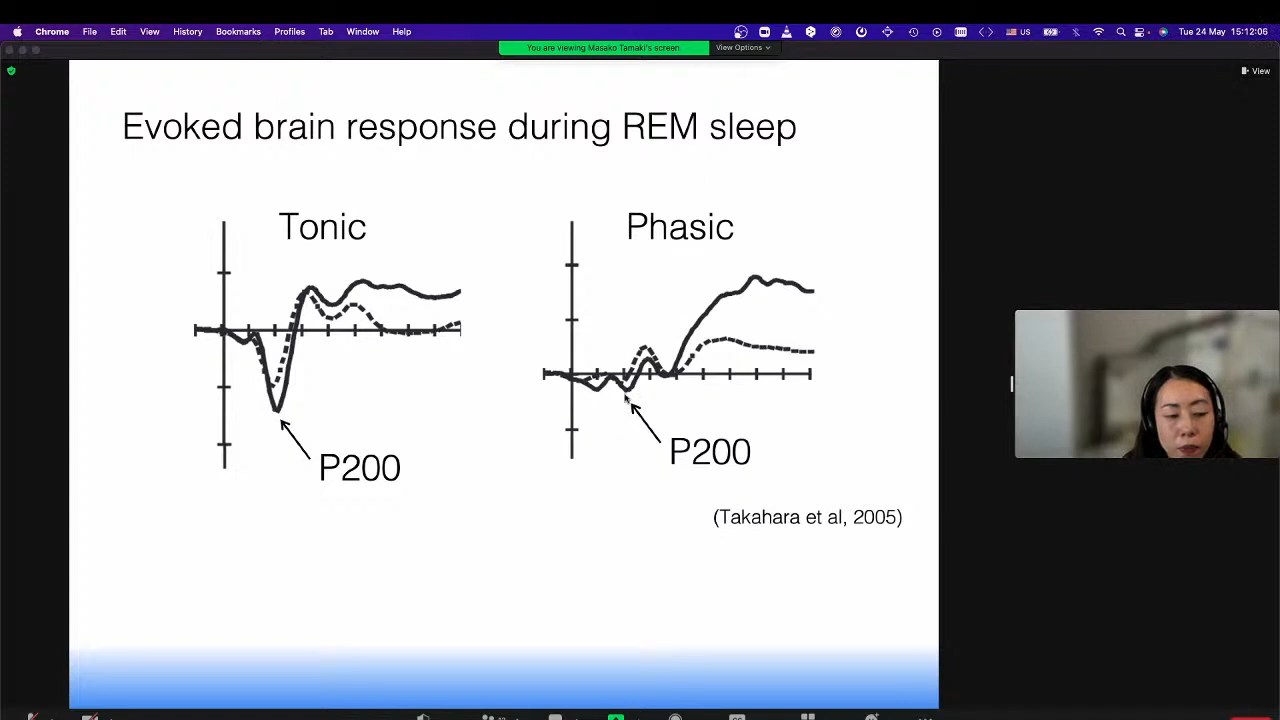 Chrome File Edit View History Bookmarks Profiles Tab Window Help US Tue 24 May 15:12:06
You are viewing Masako Tamaki's screen View Options
View
Evoked brain response during REM sleep
Tonic
Phasic
P200
P200
(Takahara et al, 2005)